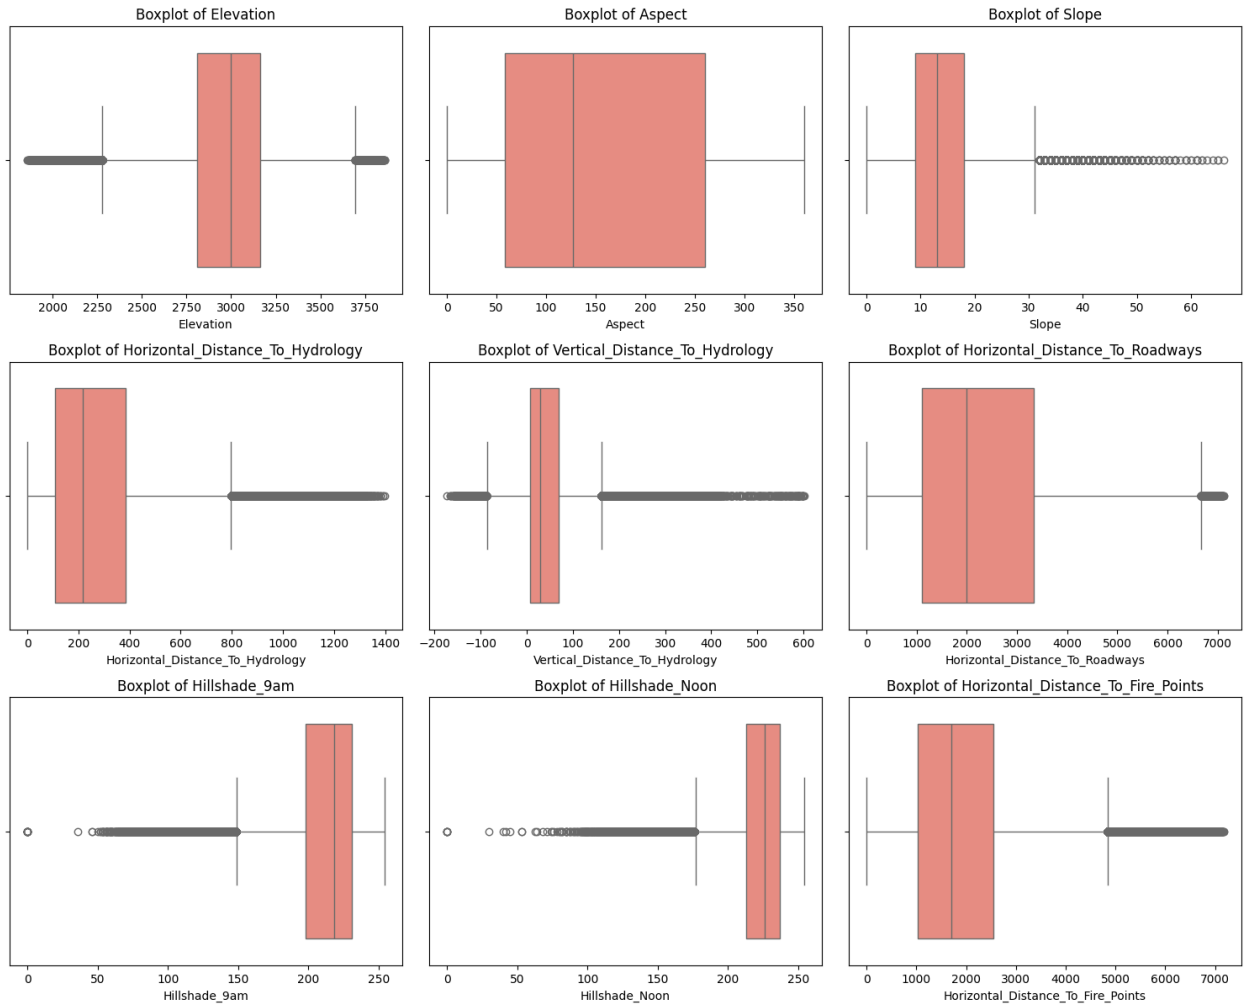 Boxplot of Elevation
2000 2250 2500 2750 3000 3250 3500 3750
Elevation
Boxplot of Aspect
0 50 100 150 200 250 300 350
Aspect
Boxplot of Slope
0 10 20 30 40 50 60
Slope
Boxplot of Horizontal_Distance_To_Hydrology
0 200 400 600 800 1000 1200 1400
Horizontal_Distance_To_Hydrology
Boxplot of Vertical_Distance_To_Hydrology
−200 −100 0 100 200 300 400 500 600
Vertical_Distance_To_Hydrology
Boxplot of Horizontal_Distance_To_Roadways
0 1000 2000 3000 4000 5000 6000 7000
Horizontal_Distance_To_Roadways
Boxplot of Hillshade_9am
0 50 100 150 200 250
Hillshade_9am
Boxplot of Hillshade_Noon
0 50 100 150 200 250
Hillshade_Noon
Boxplot of Horizontal_Distance_To_Fire_Points
0 1000 2000 3000 4000 5000 6000 7000
Horizontal_Distance_To_Fire_Points